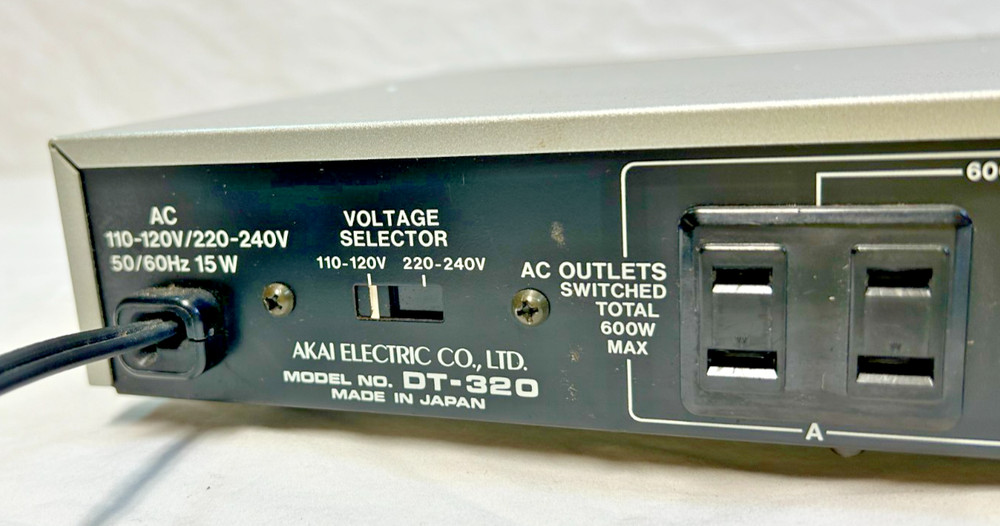 AC
110-120V/220-240V
50/60Hz 15W
VOLTAGE
SELECTOR
110-120V 220-240V
AKAI ELECTRIC CO., LTD.
MODEL NO. DT-320
MADE IN JAPAN
AC OUTLETS
SWITCHED
TOTAL
600W
MAX
A